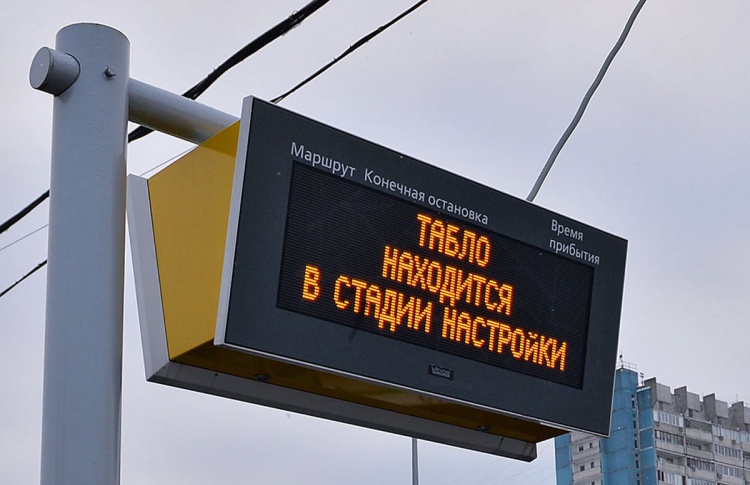 Маршрут Конечная остановка Время прибытия
ТАБЛО
НАХОДИТСЯ
В СТАДИИ НАСТРОЙКИ